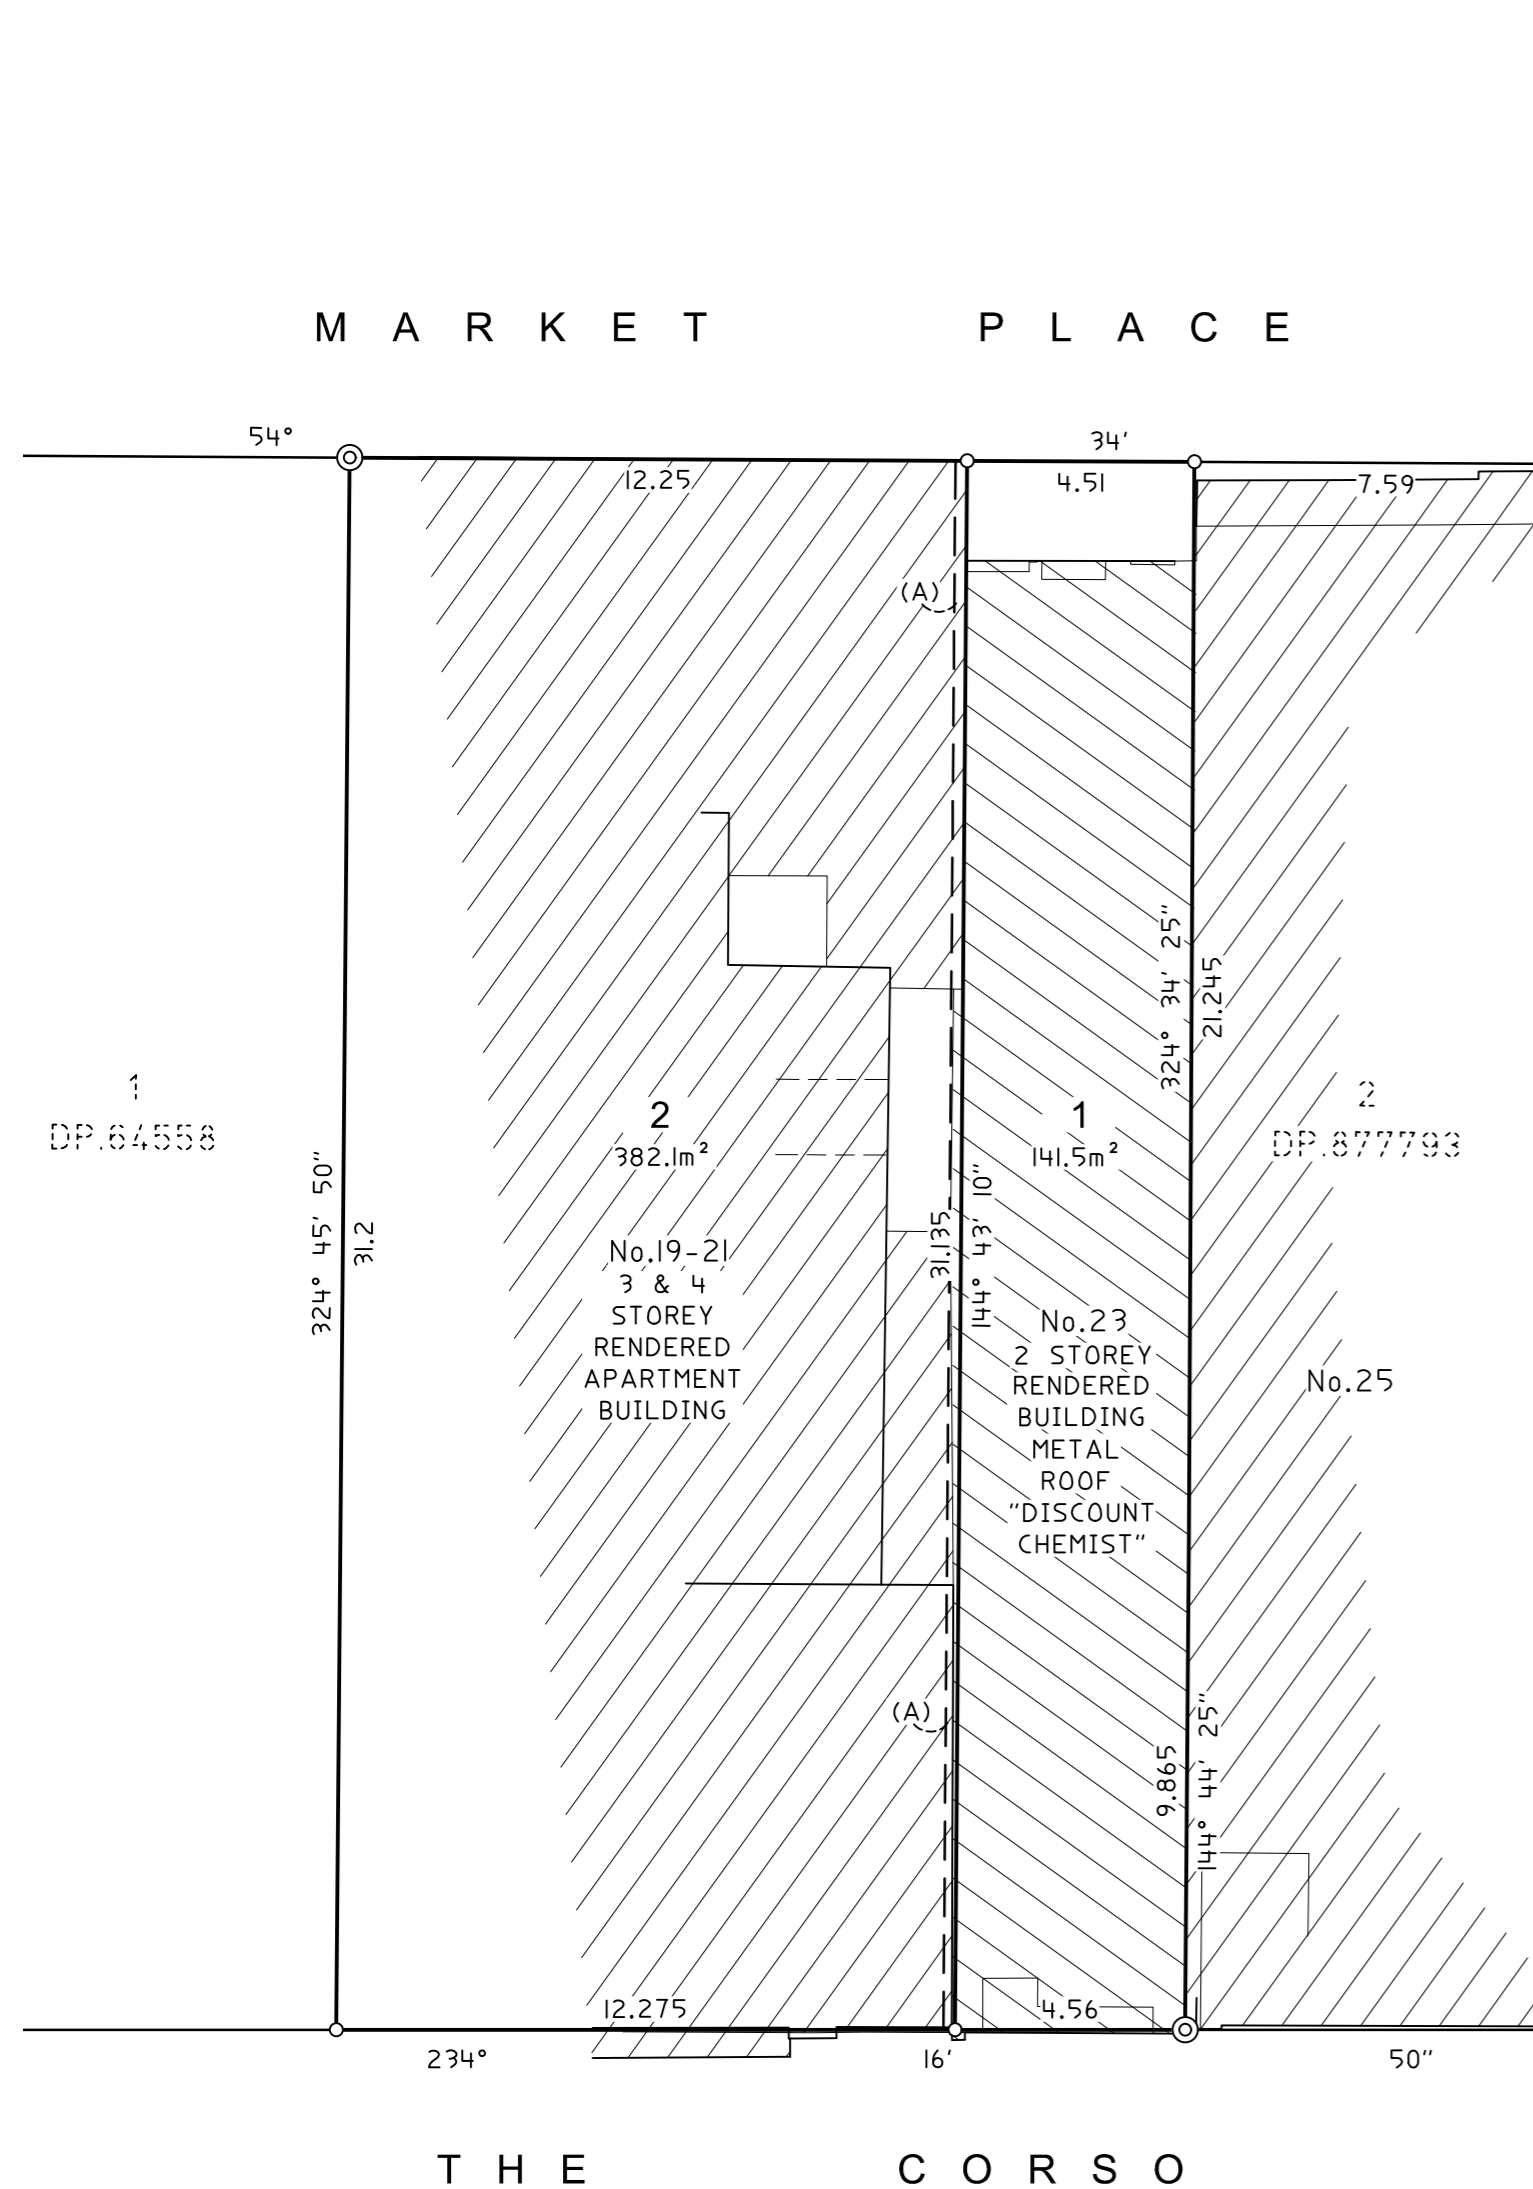 MARKET PLACE
54° 34'
12.25
4.51
7.59
(A)
324° 34' 25"
21.245
1
DP.64558
2
382.1m²
1
141.5m²
2
DP.877793
324° 45' 50"
31.2
31.135
144° 43' 10"
No.19-21
3 & 4
STOREY
RENDERED
APARTMENT
BUILDING
No.23
2 STOREY
RENDERED
BUILDING
METAL
ROOF
"DISCOUNT
CHEMIST"
No.25
(A)
9.865
144° 44' 25"
12.275
4.56
234° 16' 50"
THE CORSO